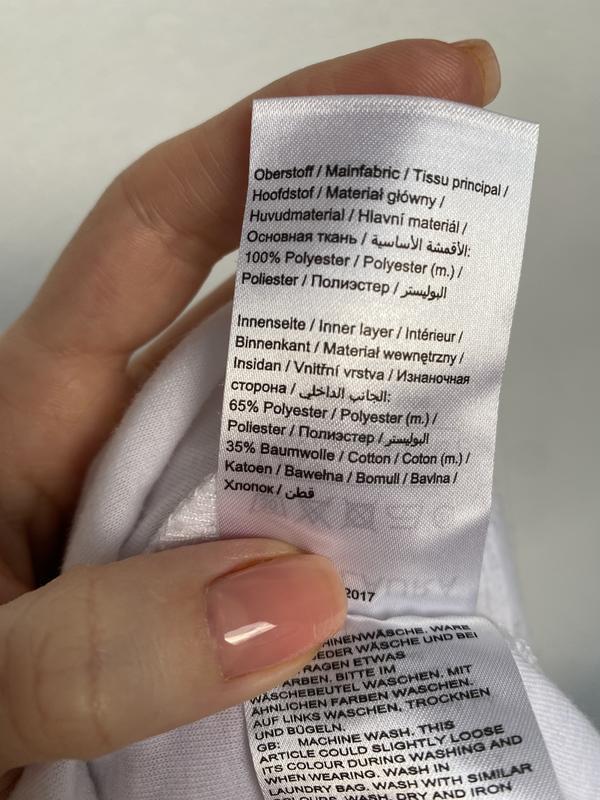 Oberstoff / Mainfabric / Tissu principal /
Hoofdstof / Materiał główny /
Huvudmaterial / Hlavní materiál /
Основная ткань / الأقمشة الأساسية:
100% Polyester / Polyester (m.) /
Poliester / Полиэстер / البوليستر
Innenseite / Inner layer / Intérieur /
Binnenkant / Materiał wewnętrzny /
Insidan / Vnitřní vrstva / Изнаночная
сторона / الجانب الداخلي:
65% Polyester / Polyester (m.) /
Poliester / Полиэстер / البوليستر
35% Baumwolle / Cotton / Coton (m.) /
Katoen / Bawełna / Bomull / Bavlna /
Хлопок / قطن
2017
WARE
WÄSCHE UND BEI
ETWAS
BITTE IM
WÄSCHEBEUTEL WASCHEN. MIT
ÄHNLICHEN FARBEN WASCHEN.
AUF LINKS WASCHEN, TROCKNEN
UND BÜGELN.
GB: MACHINE WASH. THIS
ARTICLE COULD SLIGHTLY LOOSE
ITS COLOUR DURING WASHING AND
WHEN WEARING. WASH IN
LAUNDRY BAG. WASH WITH SIMILAR
COLOURS. WASH, DRY AND IRON